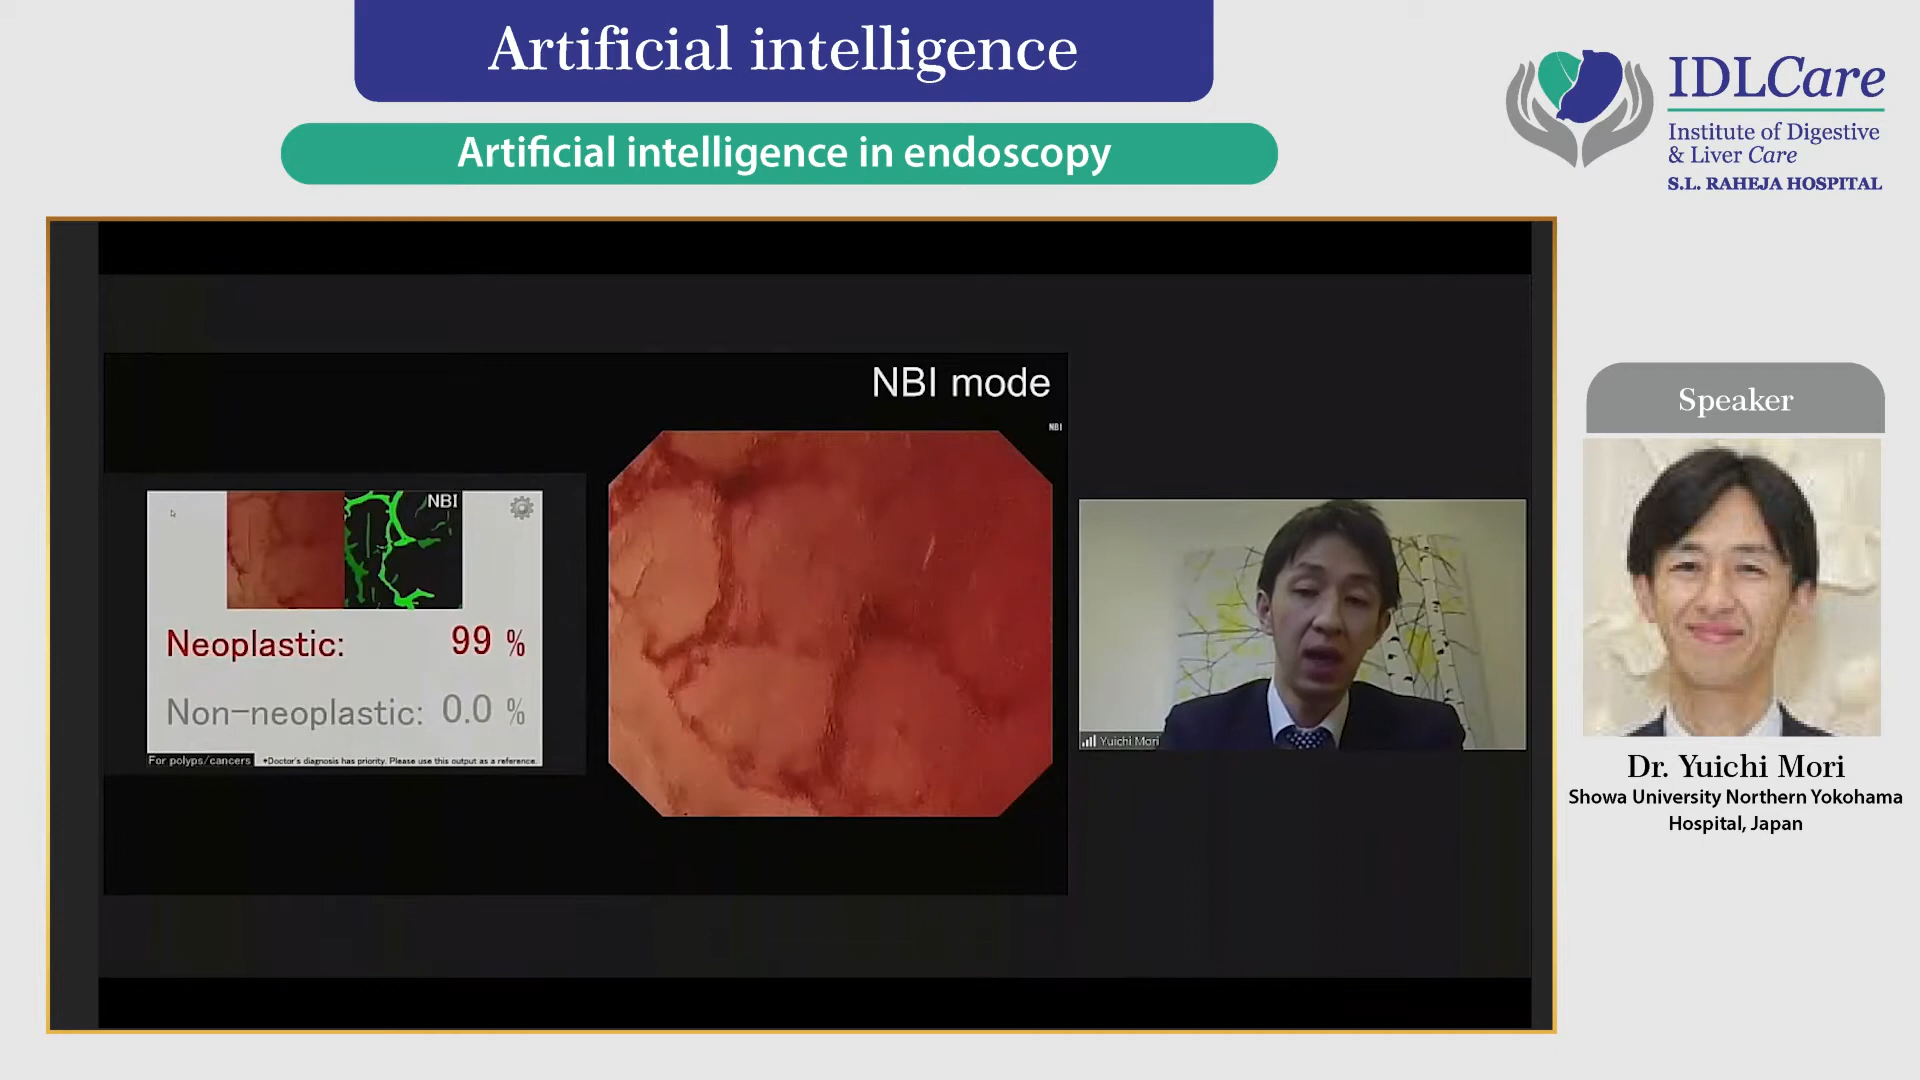 Artificial intelligence
Artificial intelligence in endoscopy
IDLCare
Institute of Digestive
& Liver Care
S.L. RAHEJA HOSPITAL
NBI mode
NBI
NBI
Neoplastic: 99 %
Non-neoplastic: 0.0 %
For polyps/cancers
*Doctor's diagnosis has priority. Please use this output as a reference.
Yuichi Mori
Speaker
Dr. Yuichi Mori
Showa University Northern Yokohama
Hospital, Japan